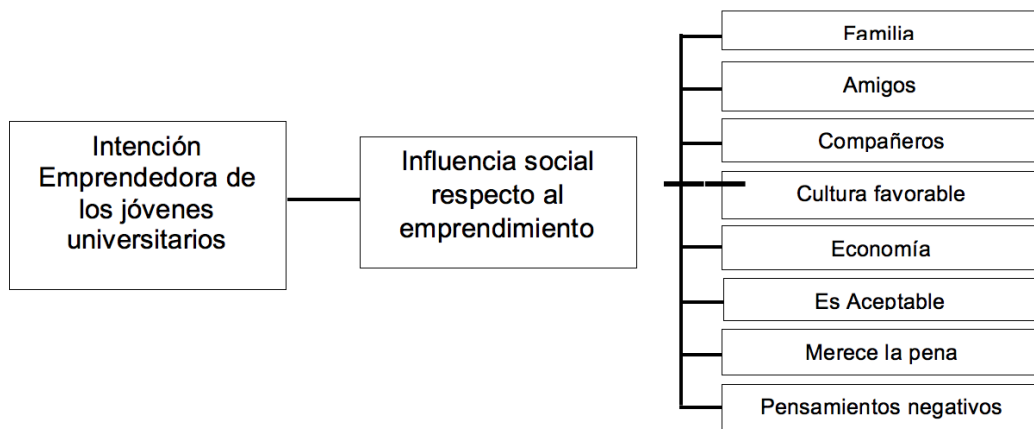 Intención
Emprendedora de
los jóvenes
universitarios
Influencia social
respecto al
emprendimiento
Familia
Amigos
Compañeros
Cultura favorable
Economía
Es Aceptable
Merece la pena
Pensamientos negativos